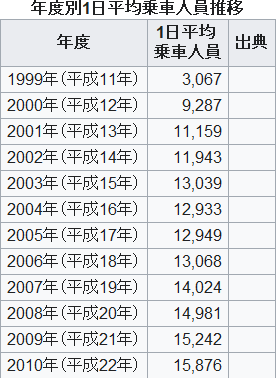 年度別1日平均乗車人員推移
年度 1日平均乗車人員 出典
1999年(平成11年) 3,067
2000年(平成12年) 9,287
2001年(平成13年) 11,159
2002年(平成14年) 11,943
2003年(平成15年) 13,039
2004年(平成16年) 12,933
2005年(平成17年) 12,949
2006年(平成18年) 13,068
2007年(平成19年) 14,024
2008年(平成20年) 14,981
2009年(平成21年) 15,242
2010年(平成22年) 15,876